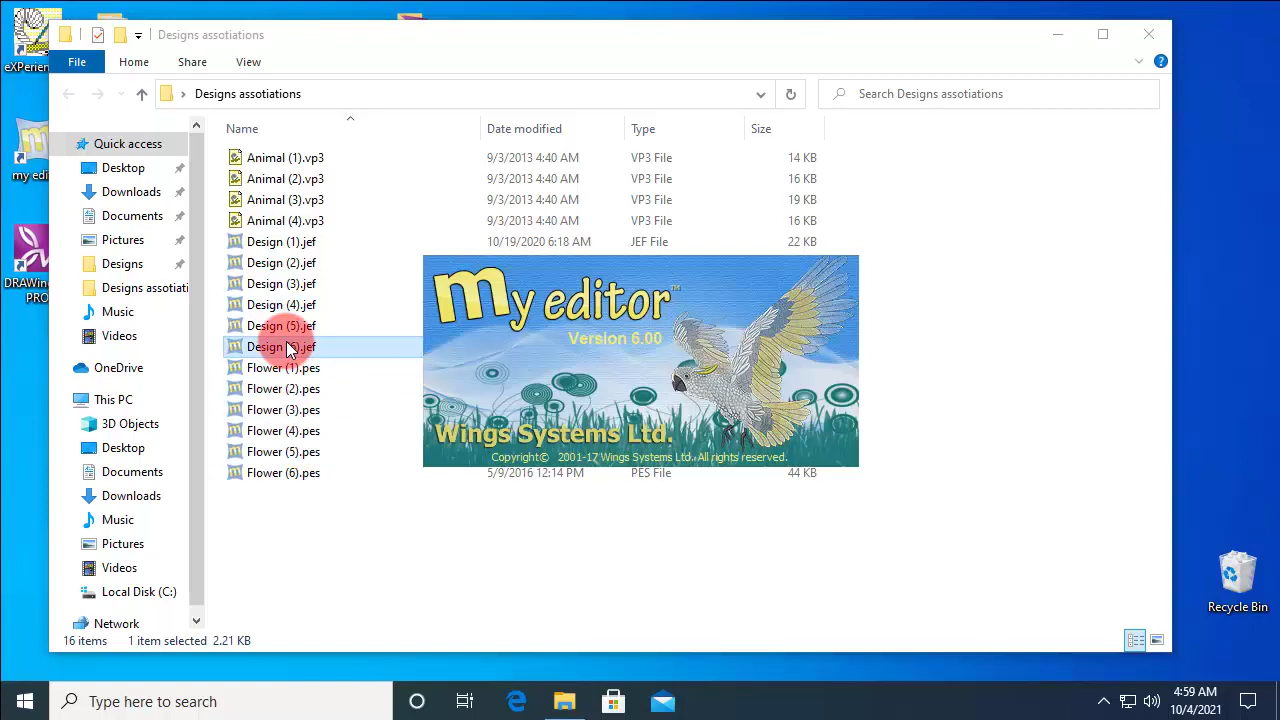 eXPerien
Designs assotiations
File
Home
Share
View
Designs assotiations
Search Designs assotiations
Name
Date modified
Type
Size
Quick access
Desktop
Downloads
Documents
Pictures
Designs
Designs assotiati
Music
Videos
OneDrive
This PC
3D Objects
Desktop
Documents
Downloads
Music
Pictures
Videos
Local Disk (C:)
Network
my edi
DRAWin
PRO
Animal (1).vp3 9/3/2013 4:40 AM VP3 File 14 KB
Animal (2).vp3 9/3/2013 4:40 AM VP3 File 16 KB
Animal (3).vp3 9/3/2013 4:40 AM VP3 File 19 KB
Animal (4).vp3 9/3/2013 4:40 AM VP3 File 16 KB
Design (1).jef 10/19/2020 6:18 AM JEF File 22 KB
Design (2).jef
Design (3).jef
Design (4).jef
Design (5).jef
Design (6).jef
Flower (1).pes
Flower (2).pes
Flower (3).pes
Flower (4).pes
Flower (5).pes
Flower (6).pes 5/9/2016 12:14 PM PES File 44 KB
my editor™
Version 6.00
Wings Systems Ltd.
Copyright© 2001-17 Wings Systems Ltd. All rights reserved.
16 items 1 item selected 2.21 KB
Recycle Bin
Type here to search
4:59 AM
10/4/2021